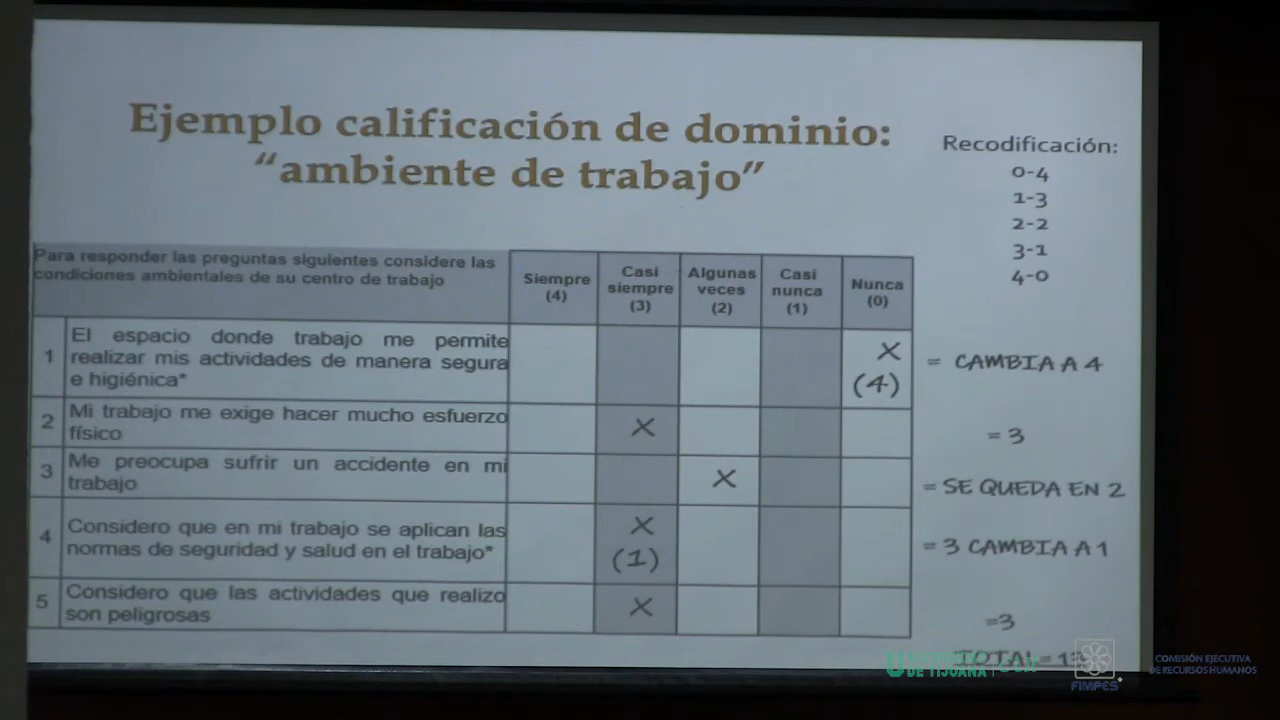 Ejemplo calificación de dominio:
“ambiente de trabajo”
Recodificación:
0-4
1-3
2-2
3-1
4-0
Para responder las preguntas siguientes considere las
condiciones ambientales de su centro de trabajo
Siempre
(4)
Casi
siempre
(3)
Algunas
veces
(2)
Casi
nunca
(1)
Nunca
(0)
1
El espacio donde trabajo me permite
realizar mis actividades de manera segura
e higiénica*
X
(4)
= CAMBIA A 4
2
Mi trabajo me exige hacer mucho esfuerzo
físico
X
= 3
3
Me preocupa sufrir un accidente en mi
trabajo
X
= SE QUEDA EN 2
4
Considero que en mi trabajo se aplican las
normas de seguridad y salud en el trabajo*
X
(1)
= 3 CAMBIA A 1
5
Considero que las actividades que realizo
son peligrosas
X
=3
TOTAL =
DE TIJUANA
FIMPES
COMISIÓN EJECUTIVA
DE RECURSOS HUMANOS